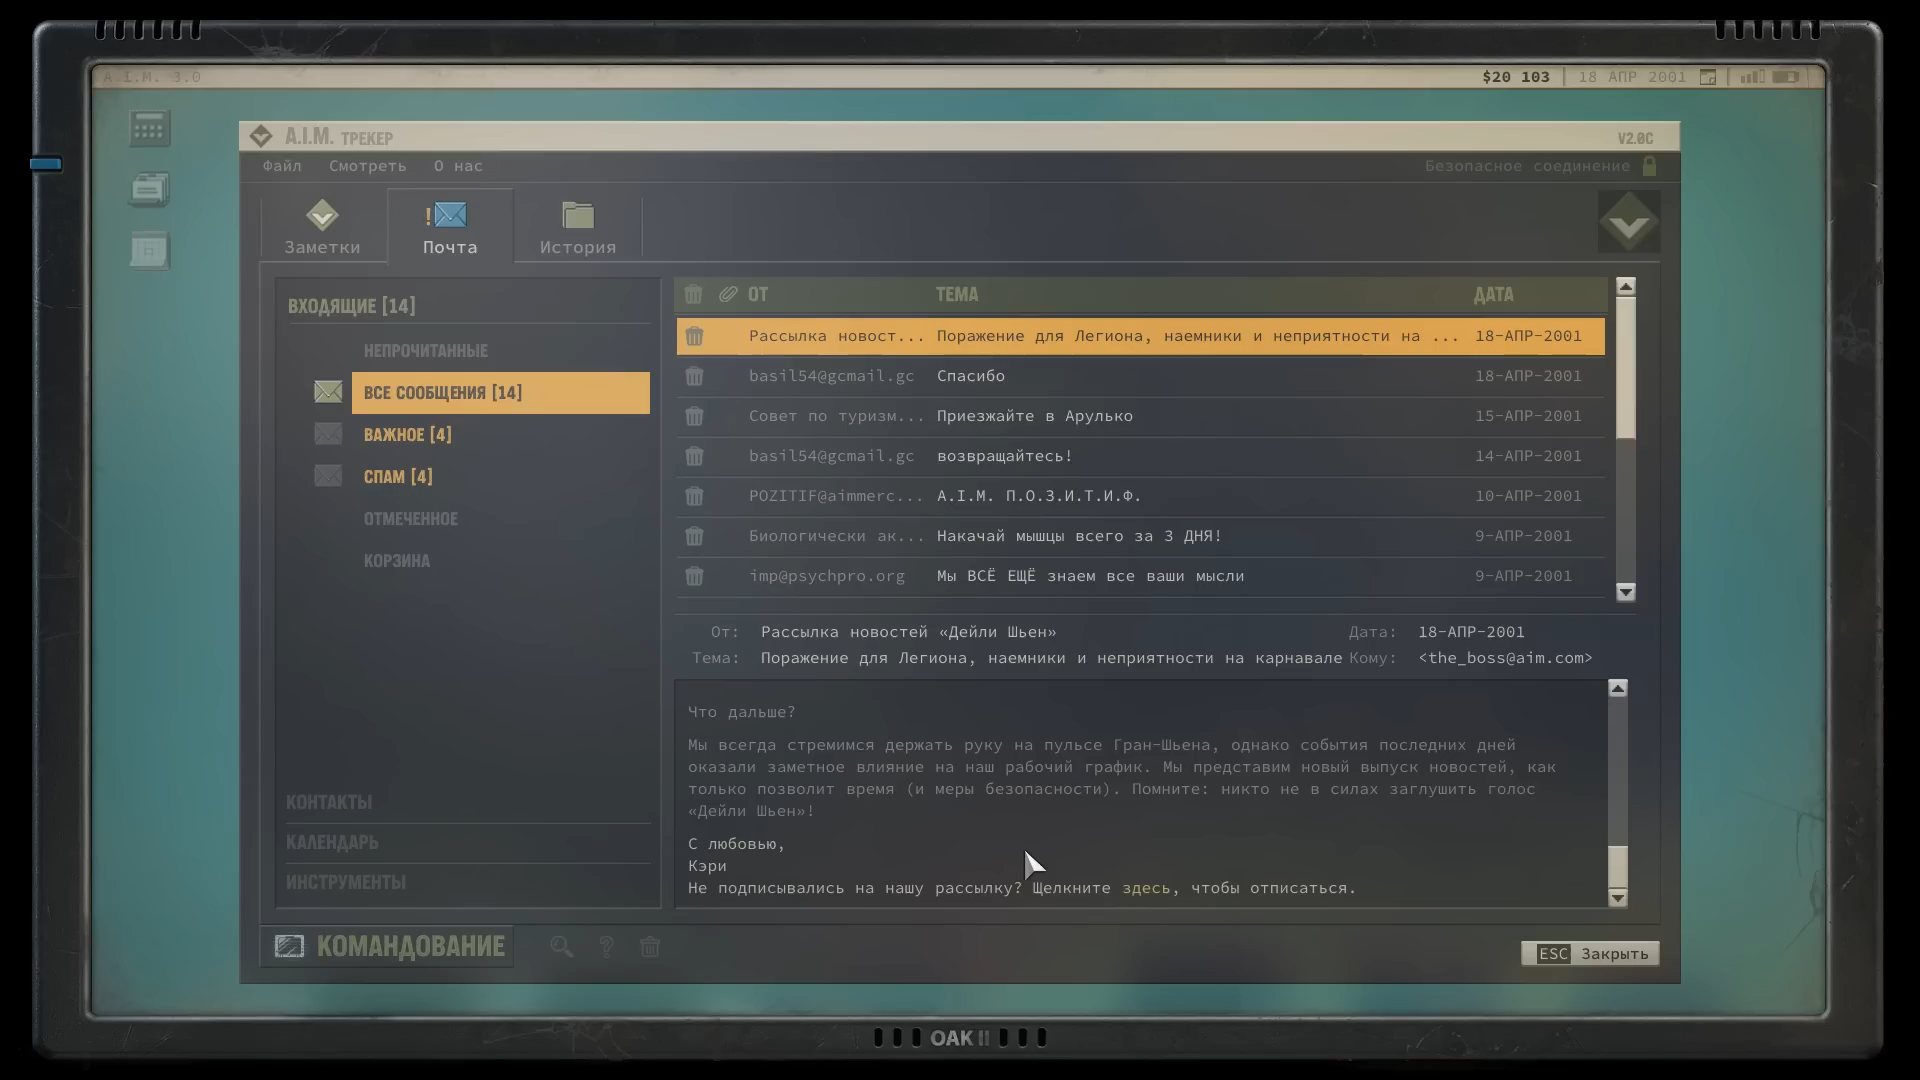 A.I.M. 3.0
$20 103
18 АПР 2001
A.I.M. ТРЕКЕР
V2.0C
Файл Смотреть О нас
Безопасное соединение
Заметки
! Почта
История
ВХОДЯЩИЕ [14]
НЕПРОЧИТАННЫЕ
ВСЕ СООБЩЕНИЯ [14]
ВАЖНОЕ [4]
СПАМ [4]
ОТМЕЧЕННОЕ
КОРЗИНА
КОНТАКТЫ
КАЛЕНДАРЬ
ИНСТРУМЕНТЫ
ОТ ТЕМА ДАТА
Рассылка новост... Поражение для Легиона, наемники и неприятности на ... 18-АПР-2001
basil54@gcmail.gc Спасибо 18-АПР-2001
Совет по туризм... Приезжайте в Арулько 15-АПР-2001
basil54@gcmail.gc возвращайтесь! 14-АПР-2001
POZITIF@aimmerc... A.I.M. П.О.З.И.Т.И.Ф. 10-АПР-2001
Биологически ак... Накачай мышцы всего за 3 ДНЯ! 9-АПР-2001
imp@psychpro.org Мы ВСЁ ЕЩЁ знаем все ваши мысли 9-АПР-2001
От: Рассылка новостей «Дейли Шьен» Дата: 18-АПР-2001
Тема: Поражение для Легиона, наемники и неприятности на карнавале Кому: <the_boss@aim.com>
Что дальше?
Мы всегда стремимся держать руку на пульсе Гран-Шьена, однако события последних дней
оказали заметное влияние на наш рабочий график. Мы представим новый выпуск новостей, как
только позволит время (и меры безопасности). Помните: никто не в силах заглушить голос
«Дейли Шьен»!
С любовью,
Кэри
Не подписывались на нашу рассылку? Щелкните здесь, чтобы отписаться.
КОМАНДОВАНИЕ
?
ESC Закрыть
OAK II